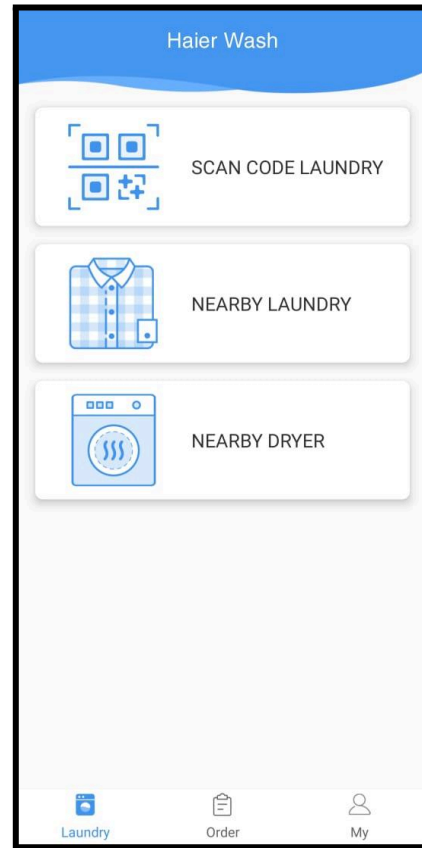 Haier Wash
SCAN CODE LAUNDRY
NEARBY LAUNDRY
NEARBY DRYER
Laundry
Order
My